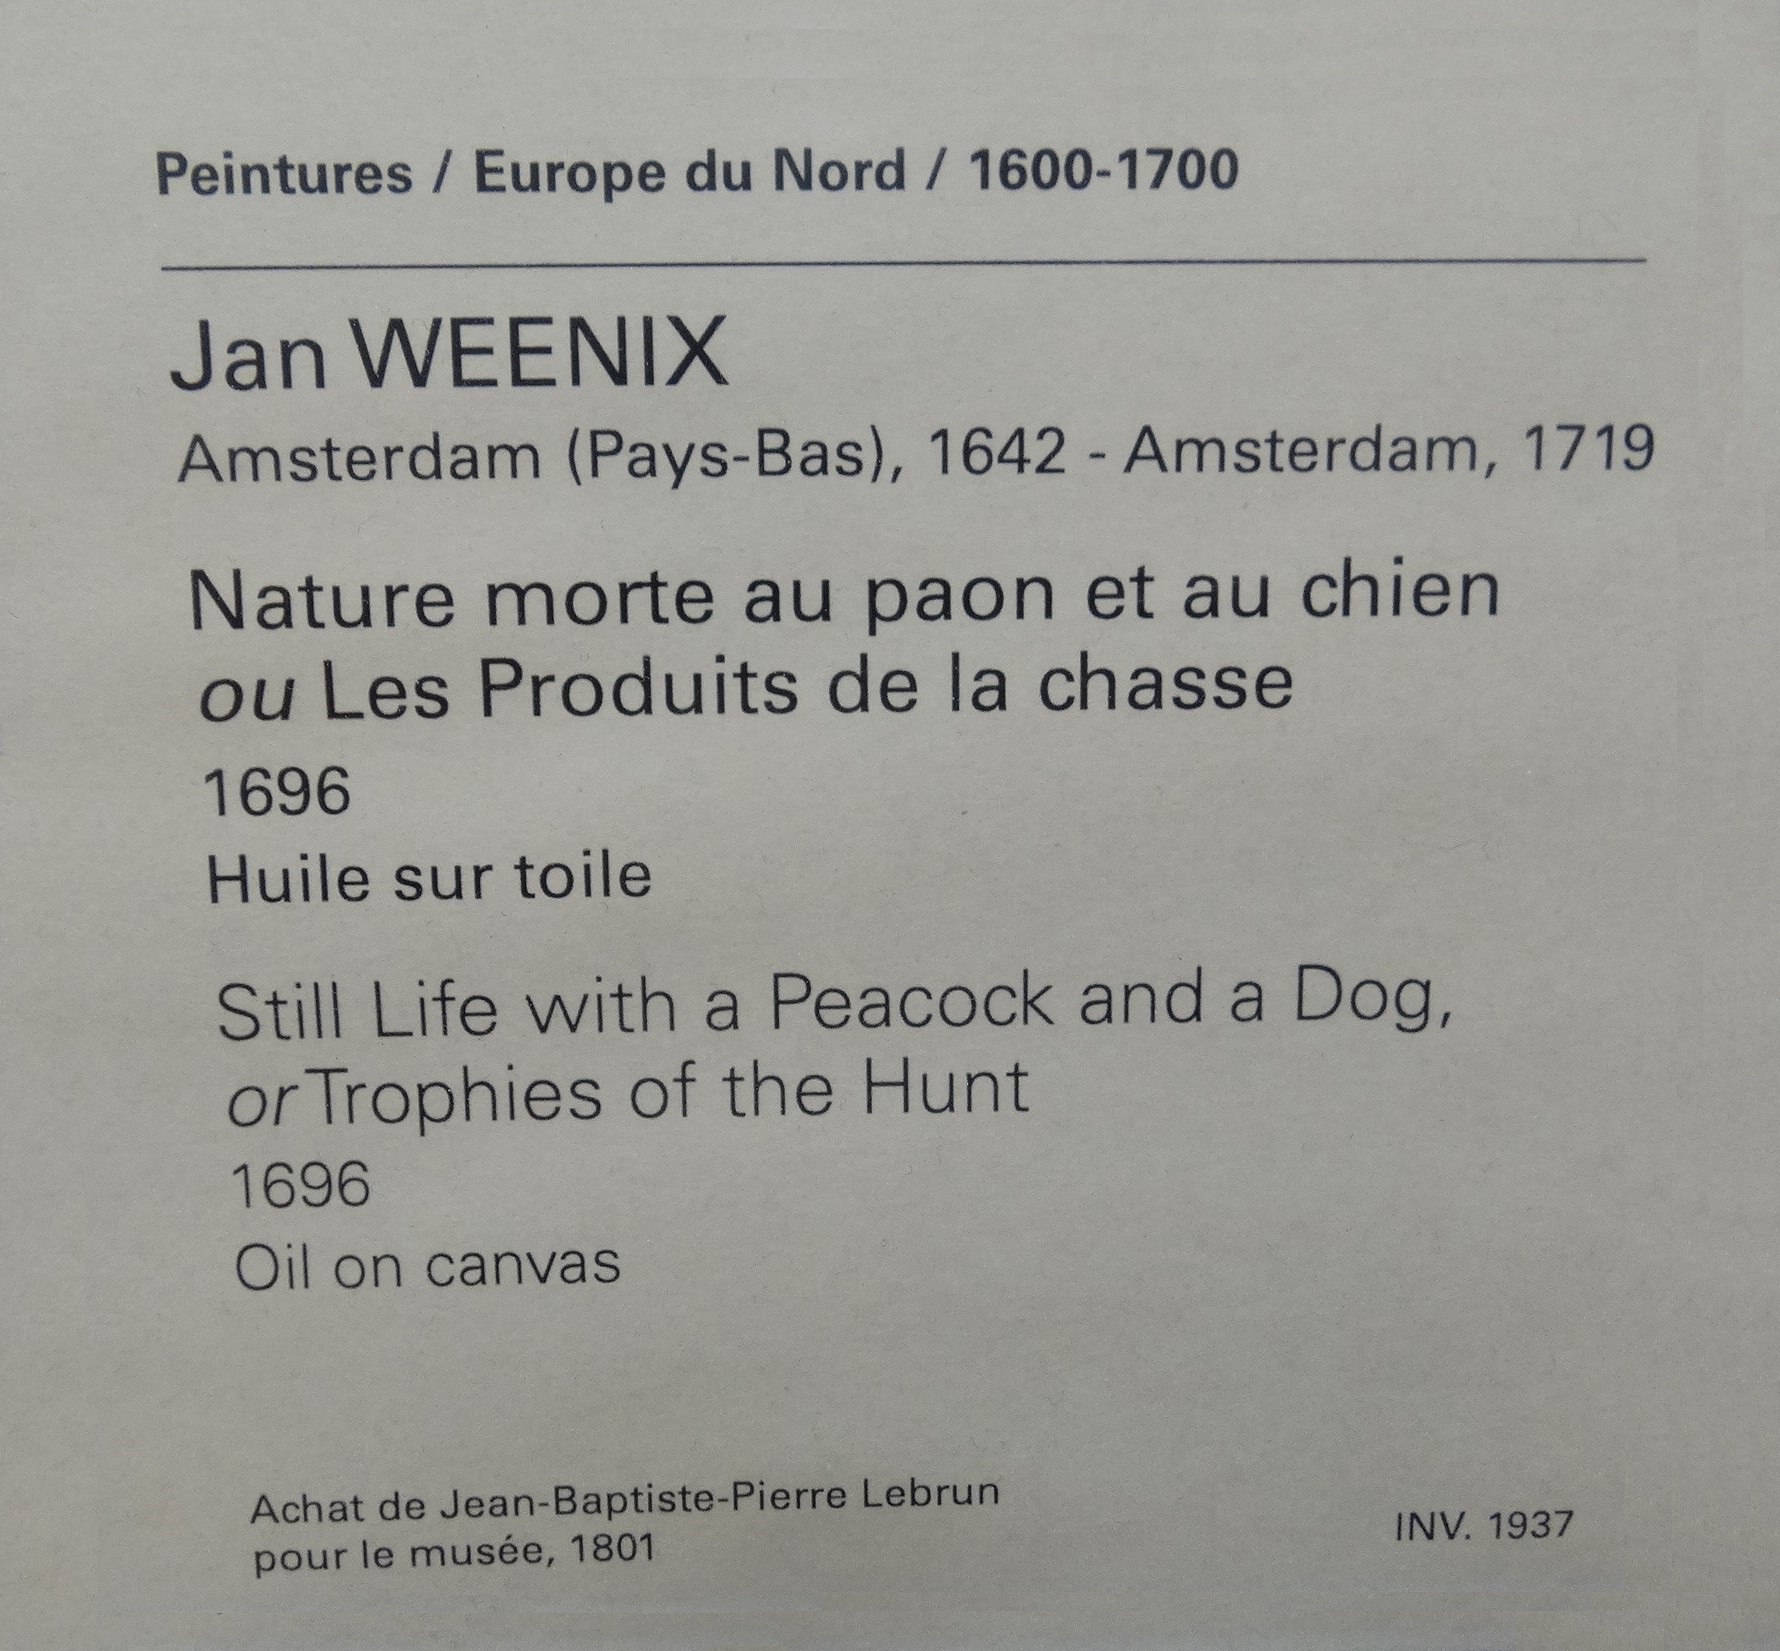 Peintures / Europe du Nord / 1600-1700
Jan WEENIX
Amsterdam (Pays-Bas), 1642 - Amsterdam, 1719
Nature morte au paon et au chien
ou Les Produits de la chasse
1696
Huile sur toile
Still Life with a Peacock and a Dog,
or Trophies of the Hunt
1696
Oil on canvas
Achat de Jean-Baptiste-Pierre Lebrun
pour le musée, 1801
INV. 1937